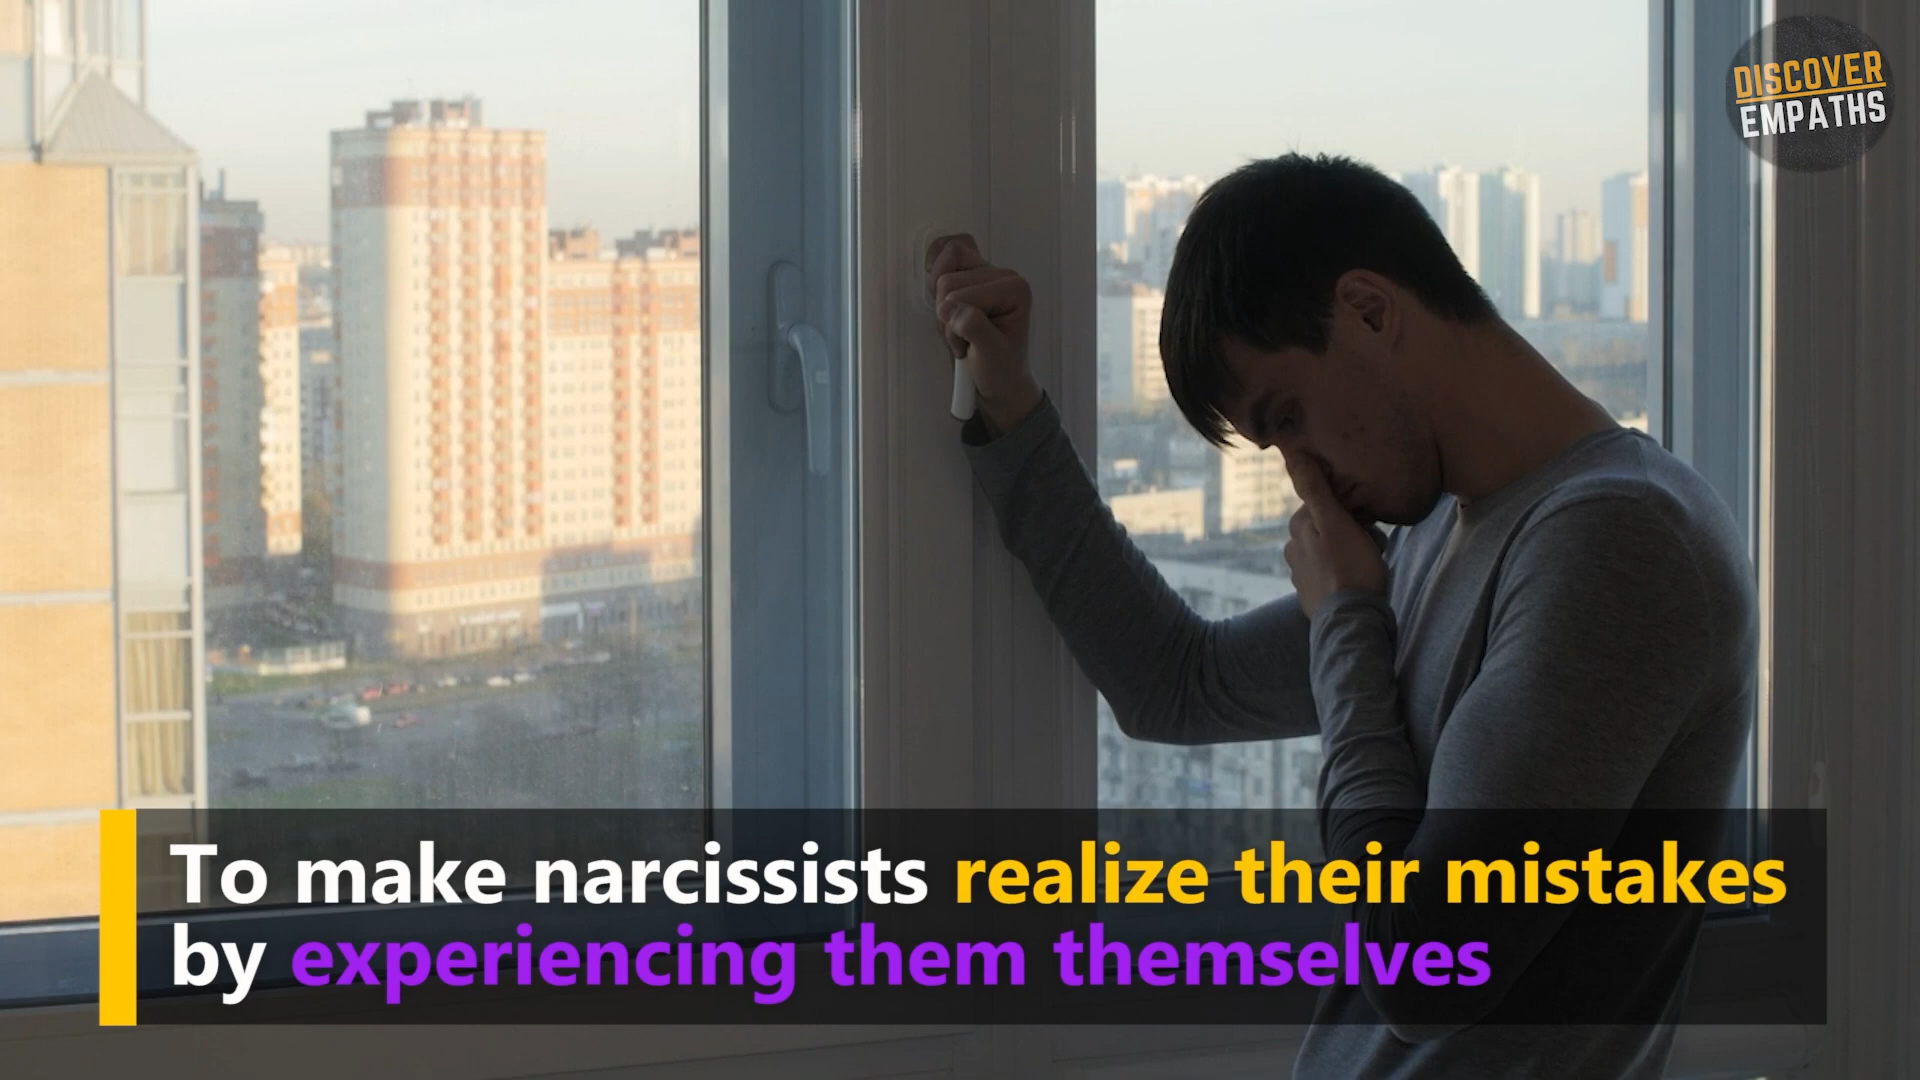 DISCOVER
EMPATHS
To make narcissists realize their mistakes
by experiencing them themselves